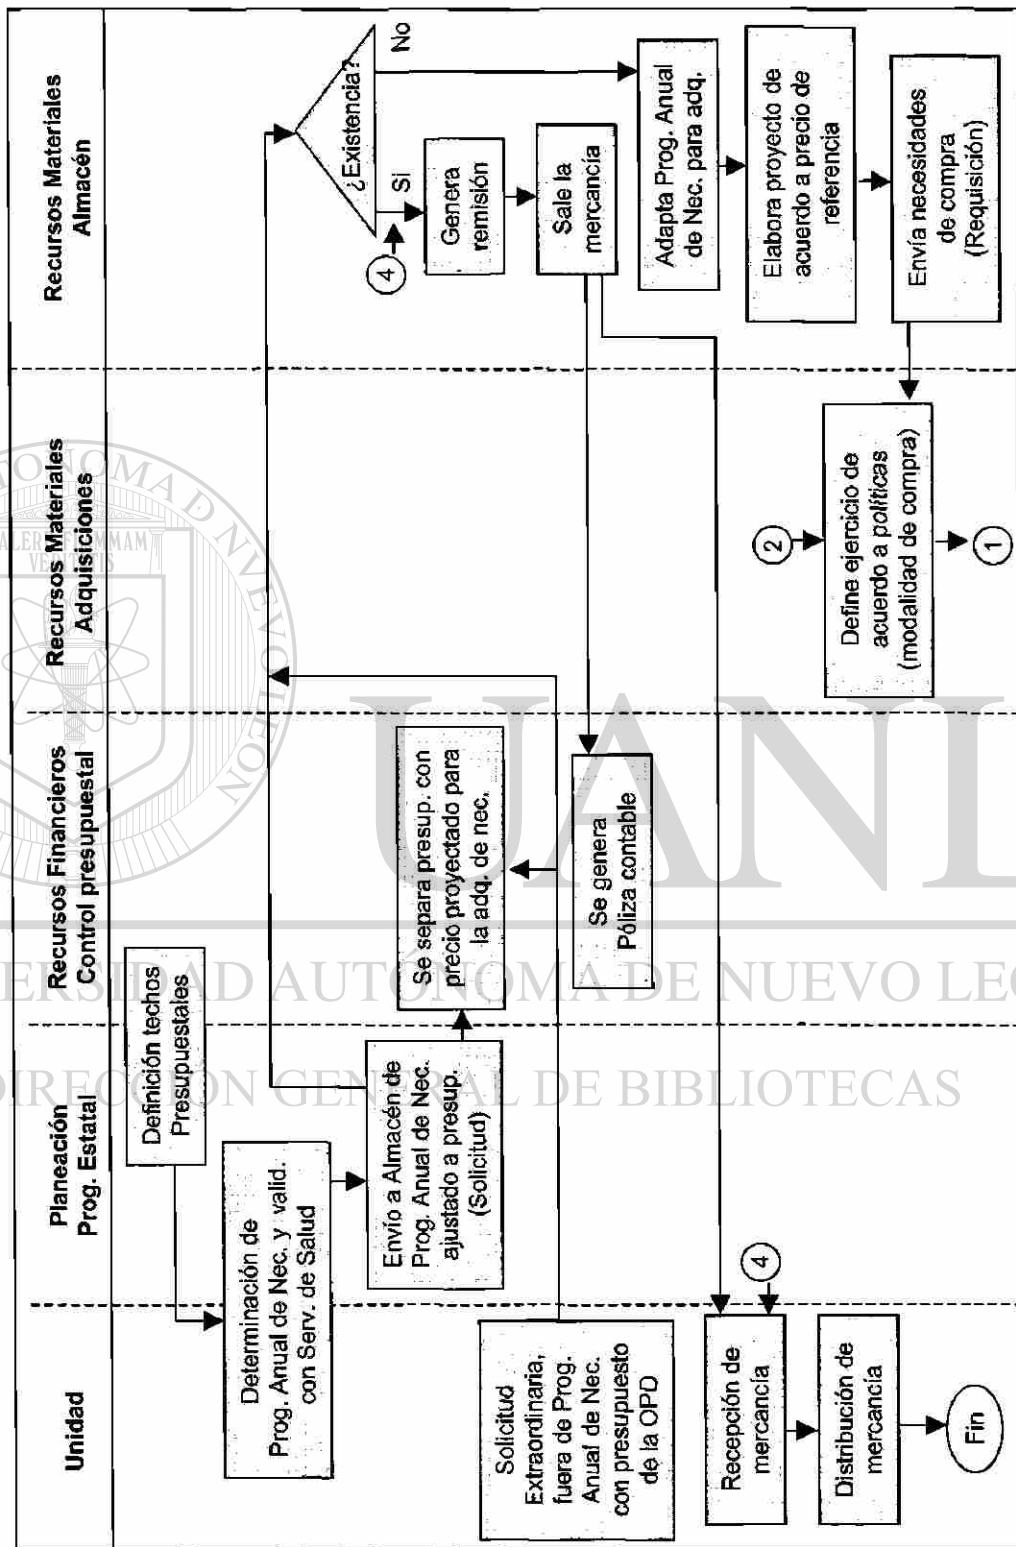 Unidad
Planeación
Prog. Estatal
Recursos Financieros
Control presupuestal
Recursos Materiales
Adquisiciones
Recursos Materiales
Almacén
Definición techos
Presupuestales
Determinación de
Prog. Anual de Nec. y valid.
con Serv. de Salud
Envío a Almacén de
Prog. Anual de Nec.
ajustado a presup.
(Solicitud)
Se separa presup. con
precio proyectado para
la adq. de nec.
Solicitud
Extraordinaria,
fuera de Prog.
Anual de Nec.
con presupuesto
de la OPD
¿Existencia?
No
Si
4
Genera
remisión
Sale la
mercancía
Se genera
Póliza contable
Adapta Prog. Anual
de Nec. para adq.
Elabora proyecto de
acuerdo a precio de
referencia
Envía necesidades
de compra
(Requisición)
2
Define ejercicio de
acuerdo a políticas
(modalidad de compra)
1
4
Recepción de
mercancía
Distribución de
mercancía
Fin
UANL
UNIVERSIDAD AUTÓNOMA DE NUEVO LEÓN
DIRECCIÓN GENERAL DE BIBLIOTECAS